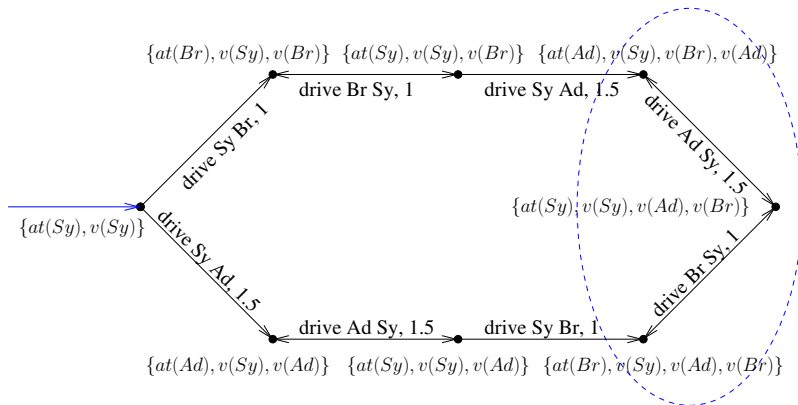 {at(Br), v(Sy), v(Br)} {at(Sy), v(Sy), v(Br)} {at(Ad), v(Sy), v(Br), v(Ad)}
drive Br Sy, 1 drive Sy Ad, 1.5
drive Sy Br, 1
drive Ad Sy, 1.5
{at(Sy), v(Sy)}
{at(Sy), v(Sy), v(Ad), v(Br)}
drive Sy Ad, 1.5
drive Br Sy, 1
drive Ad Sy, 1.5 drive Sy Br, 1
{at(Ad), v(Sy), v(Ad)} {at(Sy), v(Sy), v(Ad)} {at(Br), v(Sy), v(Ad), v(Br)}